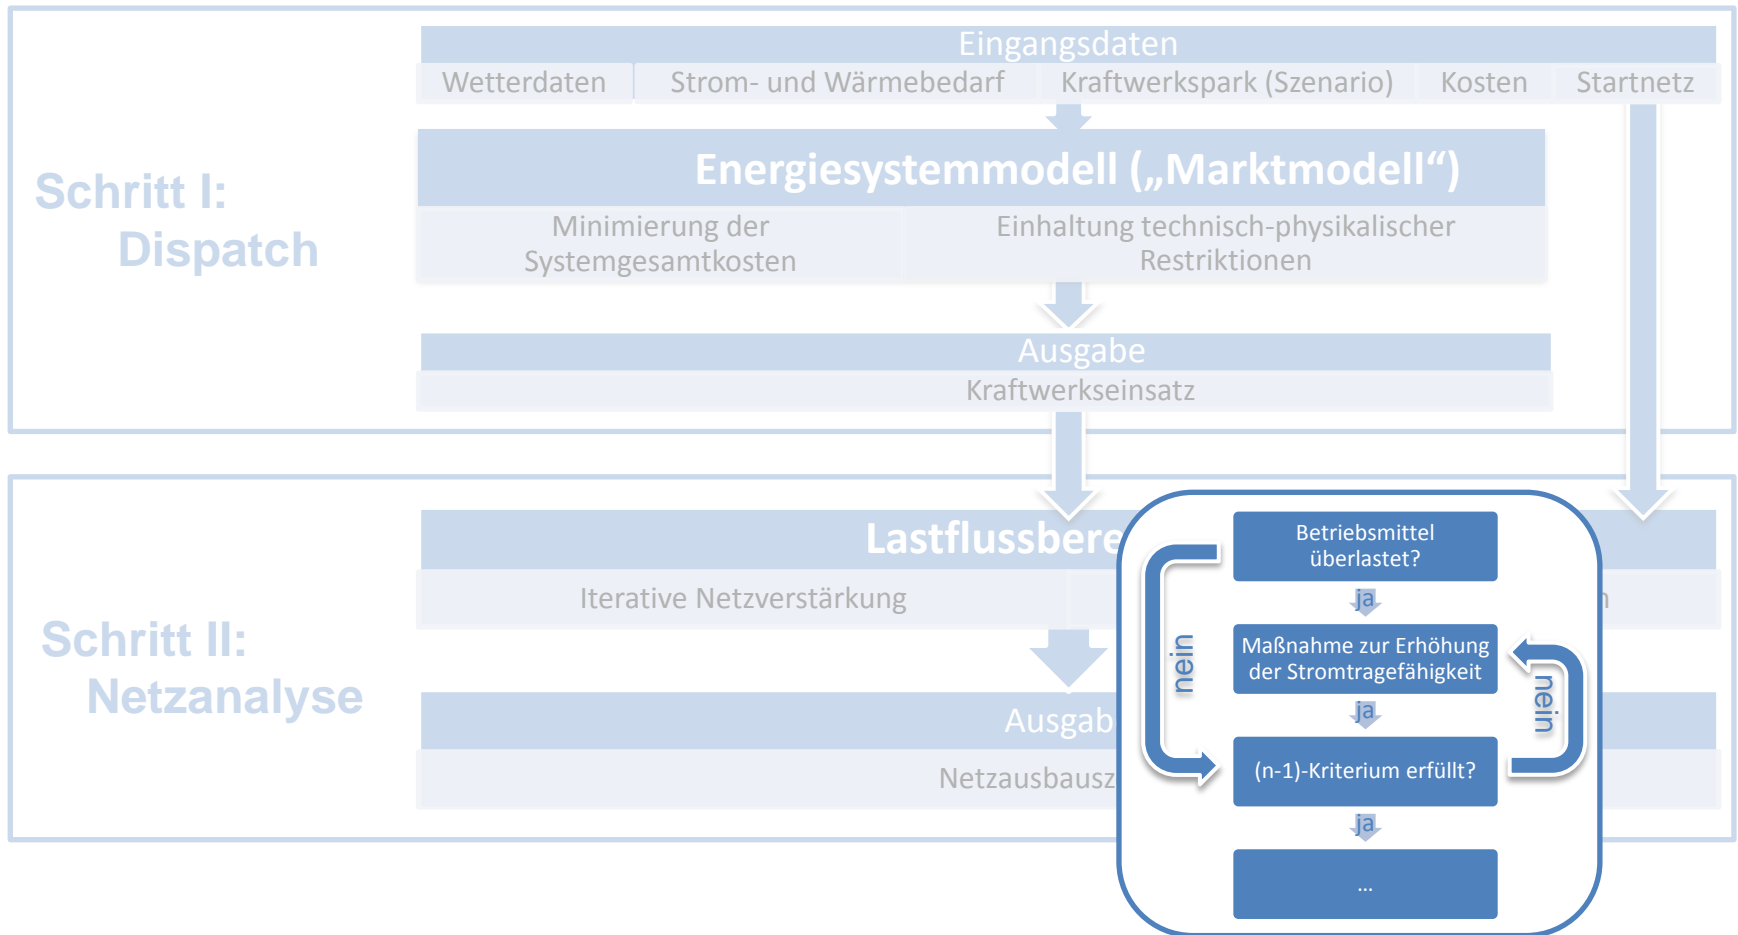 Eingangsdaten
Wetterdaten
Strom- und Wärmebedarf
Kraftwerkspark (Szenario)
Kosten
Startnetz
Schritt I:
Dispatch
Energiesystemmodell („Marktmodell“)
Minimierung der
Systemgesamtkosten
Einhaltung technisch-physikalischer
Restriktionen
Ausgabe
Kraftwerkseinsatz
Schritt II:
Netzanalyse
Lastflussbere
Iterative Netzverstärkung
n
Ausgab
Netzausbausz
Betriebsmittel
überlastet?
ja
nein
Maßnahme zur Erhöhung
der Stromtragefähigkeit
nein
ja
(n-1)-Kriterium erfüllt?
ja
...